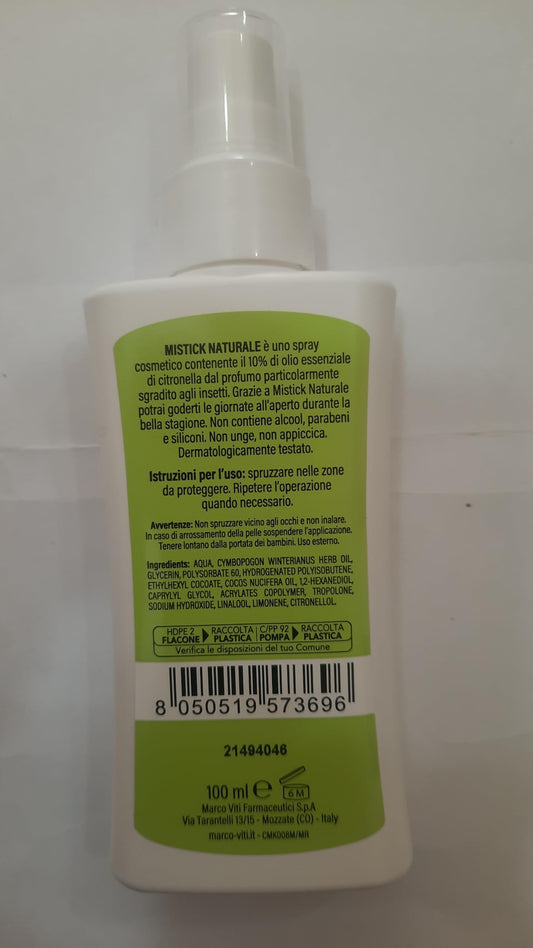 MISTICK NATURALE è uno spray
cosmetico contenente il 10% di olio essenziale
di citronella dal profumo particolarmente
sgradito agli insetti. Grazie a Mistick Naturale
potrai goderti le giornate all'aperto durante la
bella stagione. Non contiene alcool, parabeni
e siliconi. Non unge, non appiccica.
Dermatologicamente testato.
Istruzioni per l'uso: spruzzare nelle zone
da proteggere. Ripetere l'operazione
quando necessario.
Avvertenze: Non spruzzare vicino agli occhi e non inalare.
In caso di arrossamento della pelle sospendere l'applicazione.
Tenere lontano dalla portata dei bambini. Uso esterno.
Ingredients: AQUA, CYMBOPOGON WINTERIANUS HERB OIL,
GLYCERIN, POLYSORBATE 60, HYDROGENATED POLYISOBUTENE,
ETHYLHEXYL COCOATE, COCOS NUCIFERA OIL, 1,2-HEXANEDIOL,
CAPRYLYL GLYCOL, ACRYLATES COPOLYMER, TROPOLONE,
SODIUM HYDROXIDE, LINALOOL, LIMONENE, CITRONELLOL.
HDPE 2 RACCOLTA C/PP 92 RACCOLTA
FLACONE PLASTICA POMPA PLASTICA
Verifica le disposizioni del tuo Comune
8 050519 573696
21494046
100 ml e 6 M
Marco Viti Farmaceutici S.p.A
Via Tarantelli 13/15 - Mozzate (CO) - Italy
marco-viti.it - CMK008M/MR